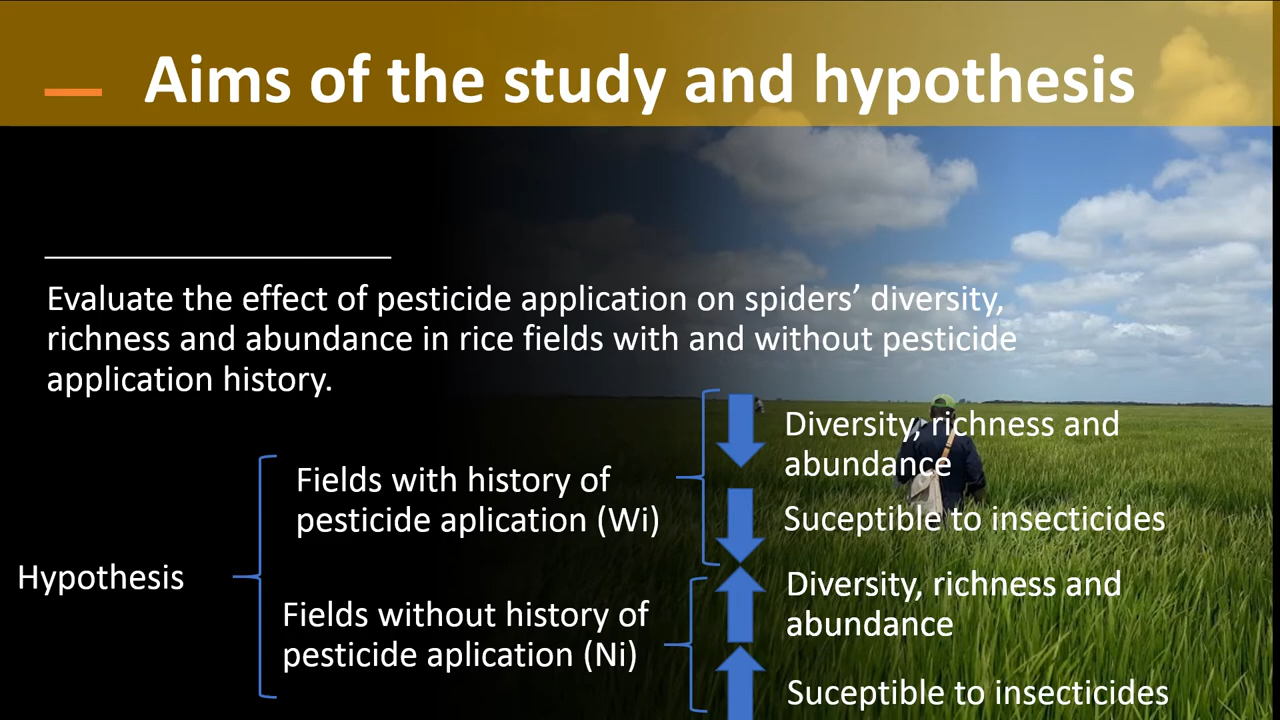 Aims of the study and hypothesis
Evaluate the effect of pesticide application on spiders’ diversity,
richness and abundance in rice fields with and without pesticide
application history.
Hypothesis
Fields with history of
pesticide aplication (Wi)
Diversity, richness and
abundance
Suceptible to insecticides
Fields without history of
pesticide aplication (Ni)
Diversity, richness and
abundance
Suceptible to insecticides